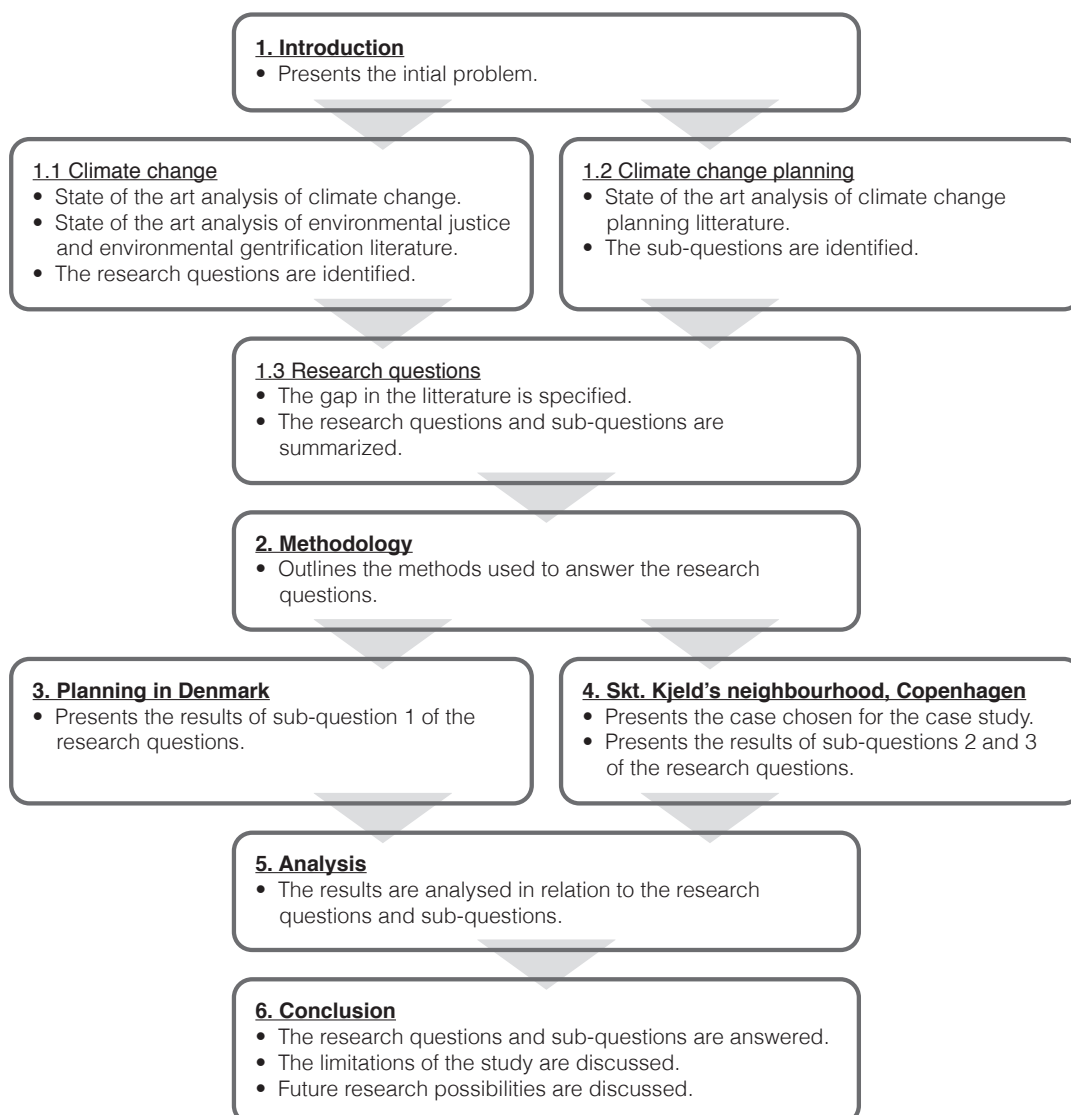 1. Introduction
• Presents the intial problem.
1.1 Climate change
• State of the art analysis of climate change.
• State of the art analysis of environmental justice
and environmental gentrification literature.
• The research questions are identified.
1.2 Climate change planning
• State of the art analysis of climate change
planning litterature.
• The sub-questions are identified.
1.3 Research questions
• The gap in the litterature is specified.
• The research questions and sub-questions are
summarized.
2. Methodology
• Outlines the methods used to answer the research
questions.
3. Planning in Denmark
• Presents the results of sub-question 1 of the
research questions.
4. Skt. Kjeld's neighbourhood, Copenhagen
• Presents the case chosen for the case study.
• Presents the results of sub-questions 2 and 3
of the research questions.
5. Analysis
• The results are analysed in relation to the research
questions and sub-questions.
6. Conclusion
• The research questions and sub-questions are answered.
• The limitations of the study are discussed.
• Future research possibilities are discussed.